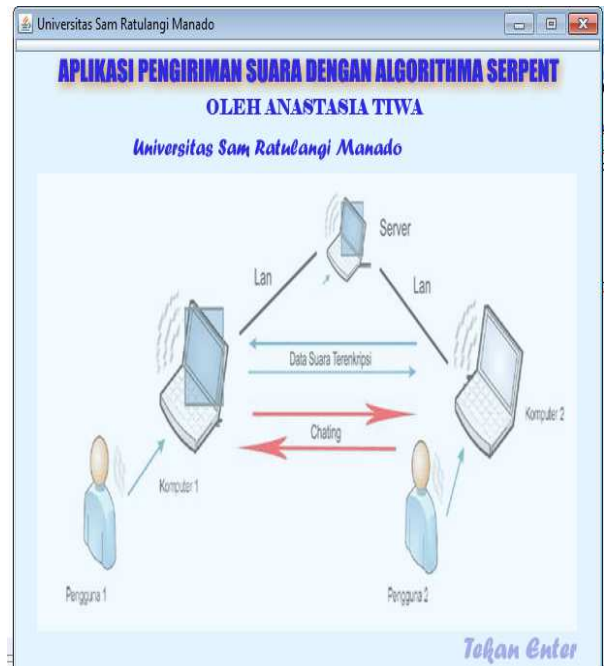 Universitas Sam Ratulangi Manado
APLIKASI PENGIRIMAN SUARA DENGAN ALGORITHMA SERPENT
OLEH ANASTASIA TIWA
Universitas Sam Ratulangi Manado
Server
Lan
Lan
Data Suara Terenkripsi
Komputer 2
Chating
Komputer 1
Pengguna 1
Pengguna 2
Tekan Enter